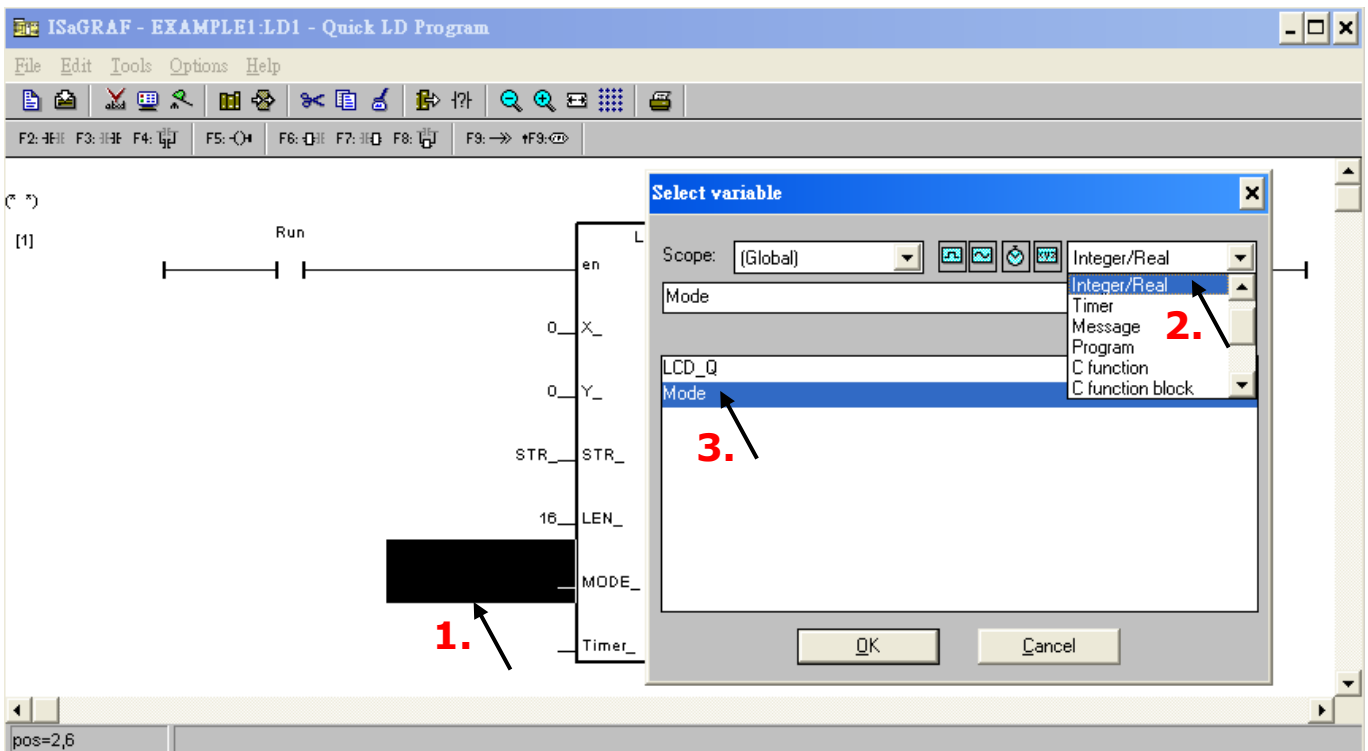 ISaGRAF - EXAMPLE1:LD1 - Quick LD Program
File Edit Tools Options Help
F2: F3: F4: F5: F6: F7: F8: F9: F9:
(* *)
[1]
Run
L
en
0 X_
0 Y_
STR_ STR_
16 LEN_
MODE_
Timer_
1.
Select variable
Scope: (Global) xyz Integer/Real
Mode
Integer/Real
Timer
Message
Program
C function
C function block
2.
LCD_Q
Mode
3.
OK Cancel
pos=2,6